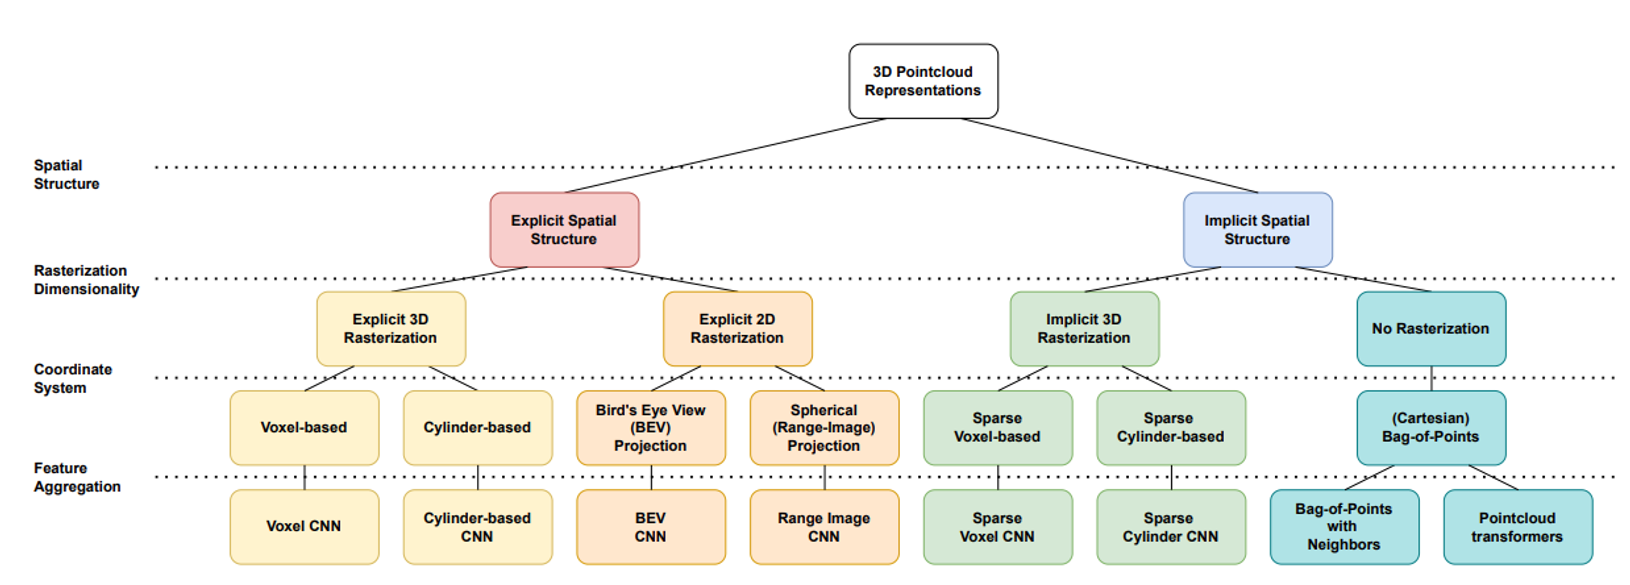 3D Pointcloud
Representations
Spatial
Structure
Explicit Spatial
Structure
Implicit Spatial
Structure
Rasterization
Dimensionality
Explicit 3D
Rasterization
Explicit 2D
Rasterization
Implicit 3D
Rasterization
No Rasterization
Coordinate
System
Voxel-based
Cylinder-based
Bird's Eye View
(BEV)
Projection
Spherical
(Range-Image)
Projection
Sparse
Voxel-based
Sparse
Cylinder-based
(Cartesian)
Bag-of-Points
Feature
Aggregation
Voxel CNN
Cylinder-based
CNN
BEV
CNN
Range Image
CNN
Sparse
Voxel CNN
Sparse
Cylinder CNN
Bag-of-Points
with
Neighbors
Pointcloud
transformers